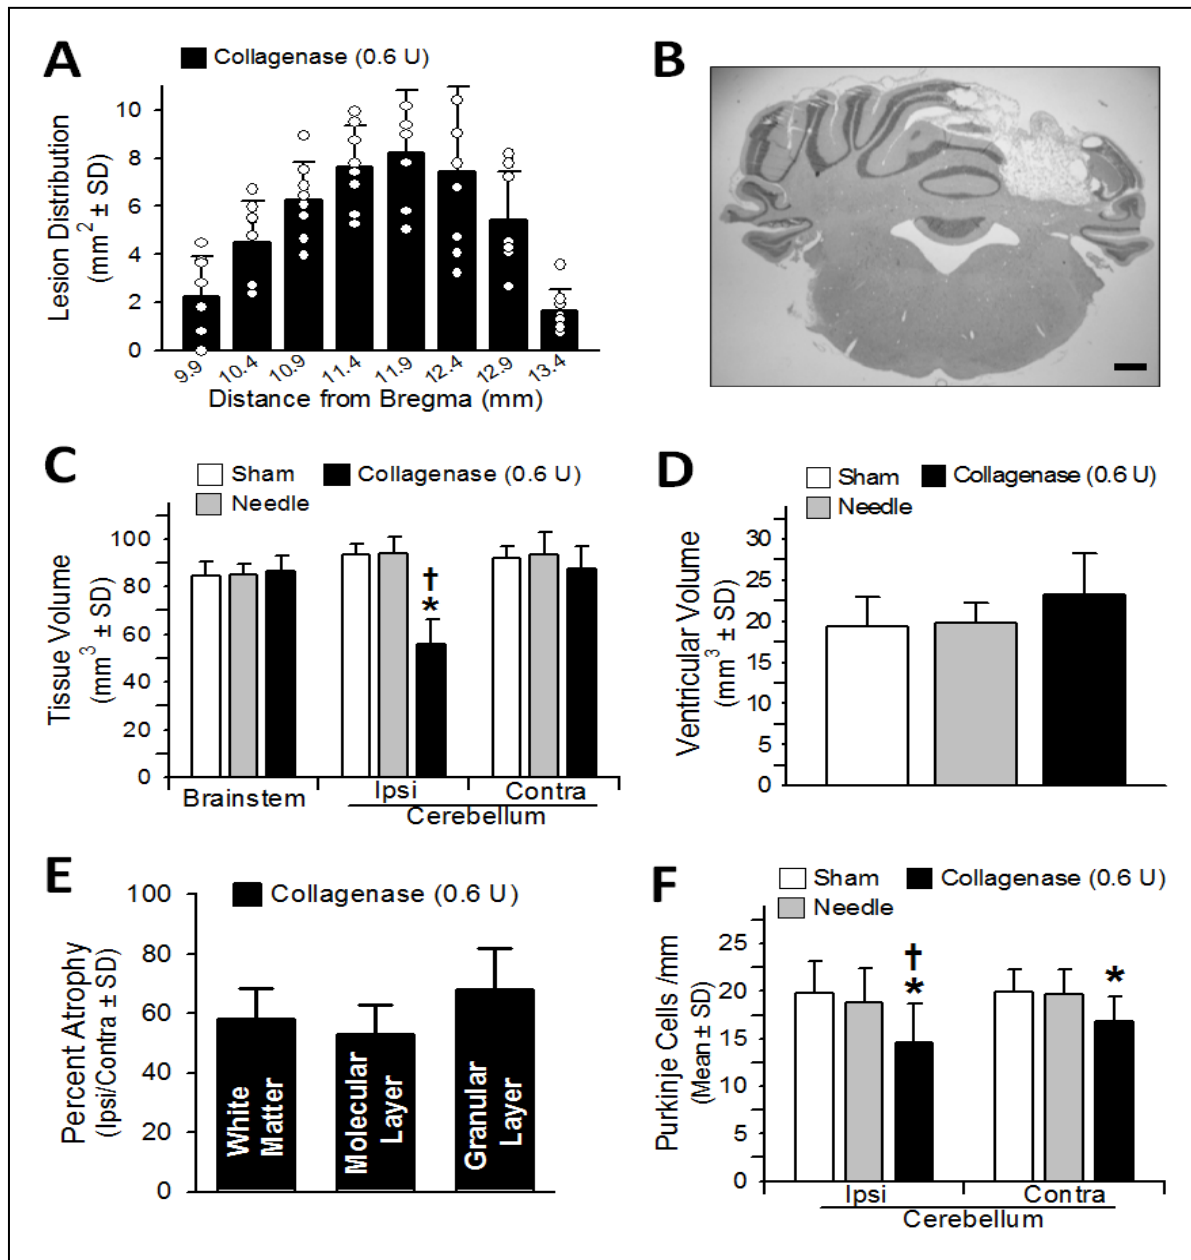 A
Collagenase (0.6 U)
Lesion Distribution
(mm² ± SD)
10
8
6
4
2
0
9.9 10.4 10.9 11.4 11.9 12.4 12.9 13.4
Distance from Bregma (mm)
B
C
Sham Collagenase (0.6 U)
Needle
Tissue Volume
(mm³ ± SD)
100
80
60
40
20
0
†
*
Brainstem Ipsi Contra
Cerebellum
D
Sham Collagenase (0.6 U)
Needle
Ventricular Volume
(mm³ ± SD)
30
25
20
15
20
15
5
0
E
Collagenase (0.6 U)
Percent Atrophy
(Ipsi/Contra ± SD)
100
80
60
40
20
0
White
Matter
Molecular
Layer
Granular
Layer
F
Sham Collagenase (0.6 U)
Needle
Purkinje Cells /mm
(Mean ± SD)
25
20
15
10
5
0
†
*
*
Ipsi Contra
Cerebellum